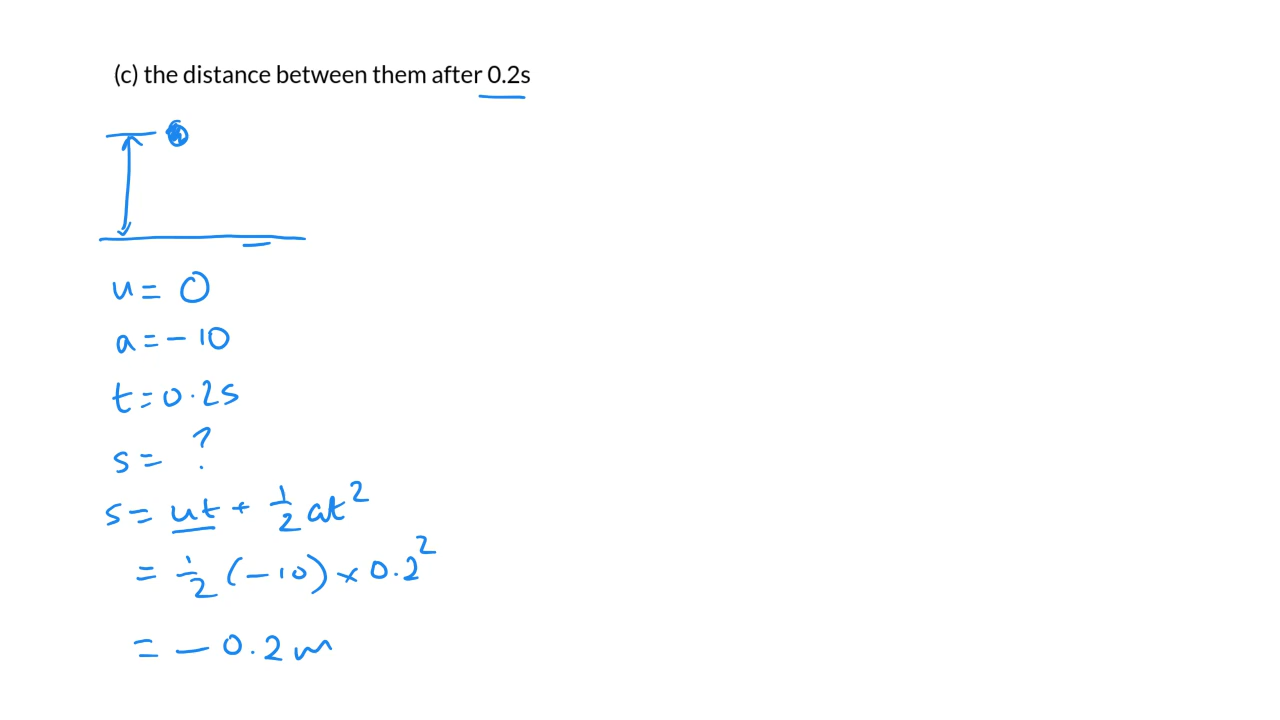 (c) the distance between them after 0.2s
u = 0
a = - 10
t = 0.2s
s = ?
s = ut + 1/2 at²
= 1/2 (-10) × 0.2²
= - 0.2 m